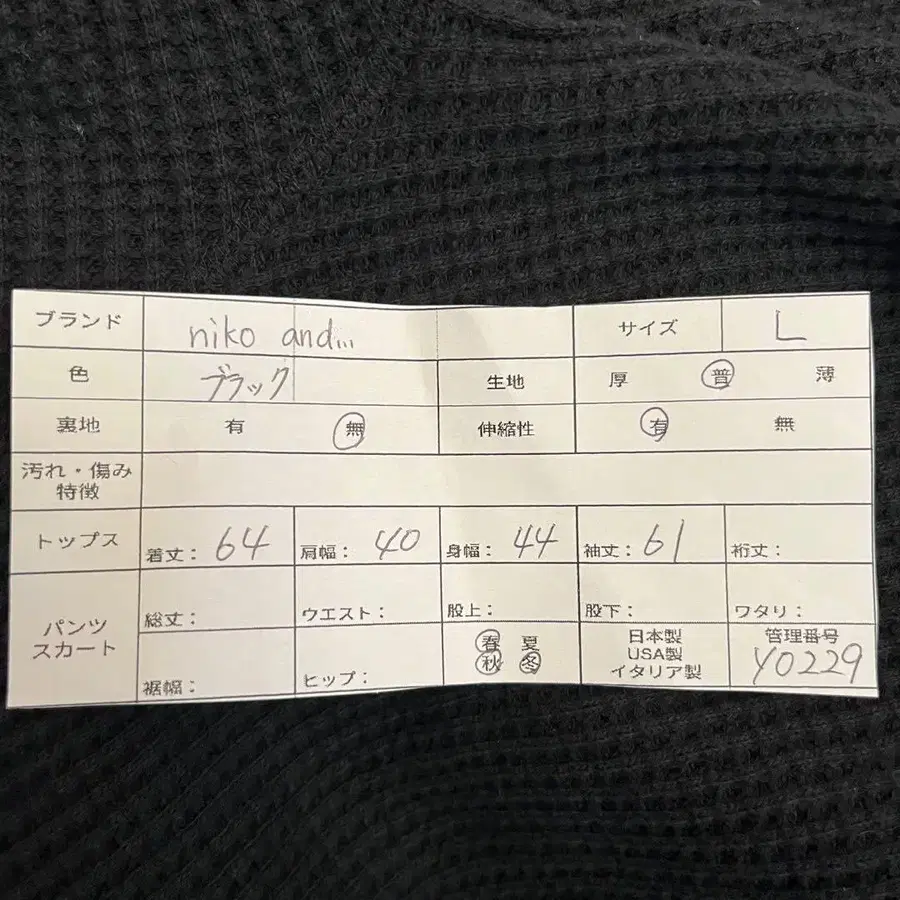 ブランド niko and... サイズ L
色 ブラック 生地 厚 普 薄
裏地 有 無 伸縮性 有 無
汚れ・傷み
特徴
トップス 着丈: 64 肩幅: 40 身幅: 44 袖丈: 61 裄丈:
パンツ
スカート
総丈: ウエスト: 股上: 股下: ワタリ:
裾幅: ヒップ:
春 夏
秋 冬
日本製
USA製
イタリア製
管理番号
Y0229